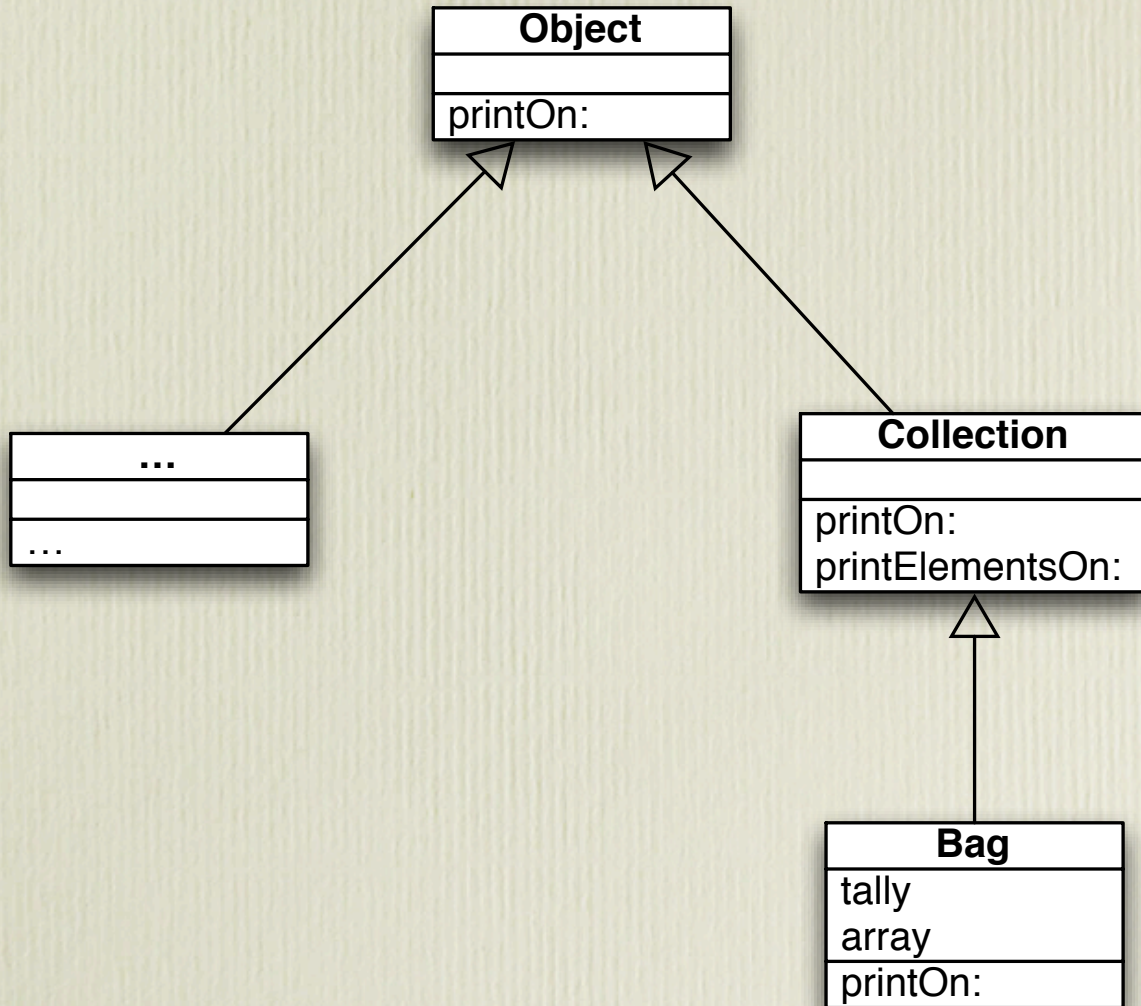 Object
printOn:
...
...
Collection
printOn:
printElementsOn:
Bag
tally
array
printOn: